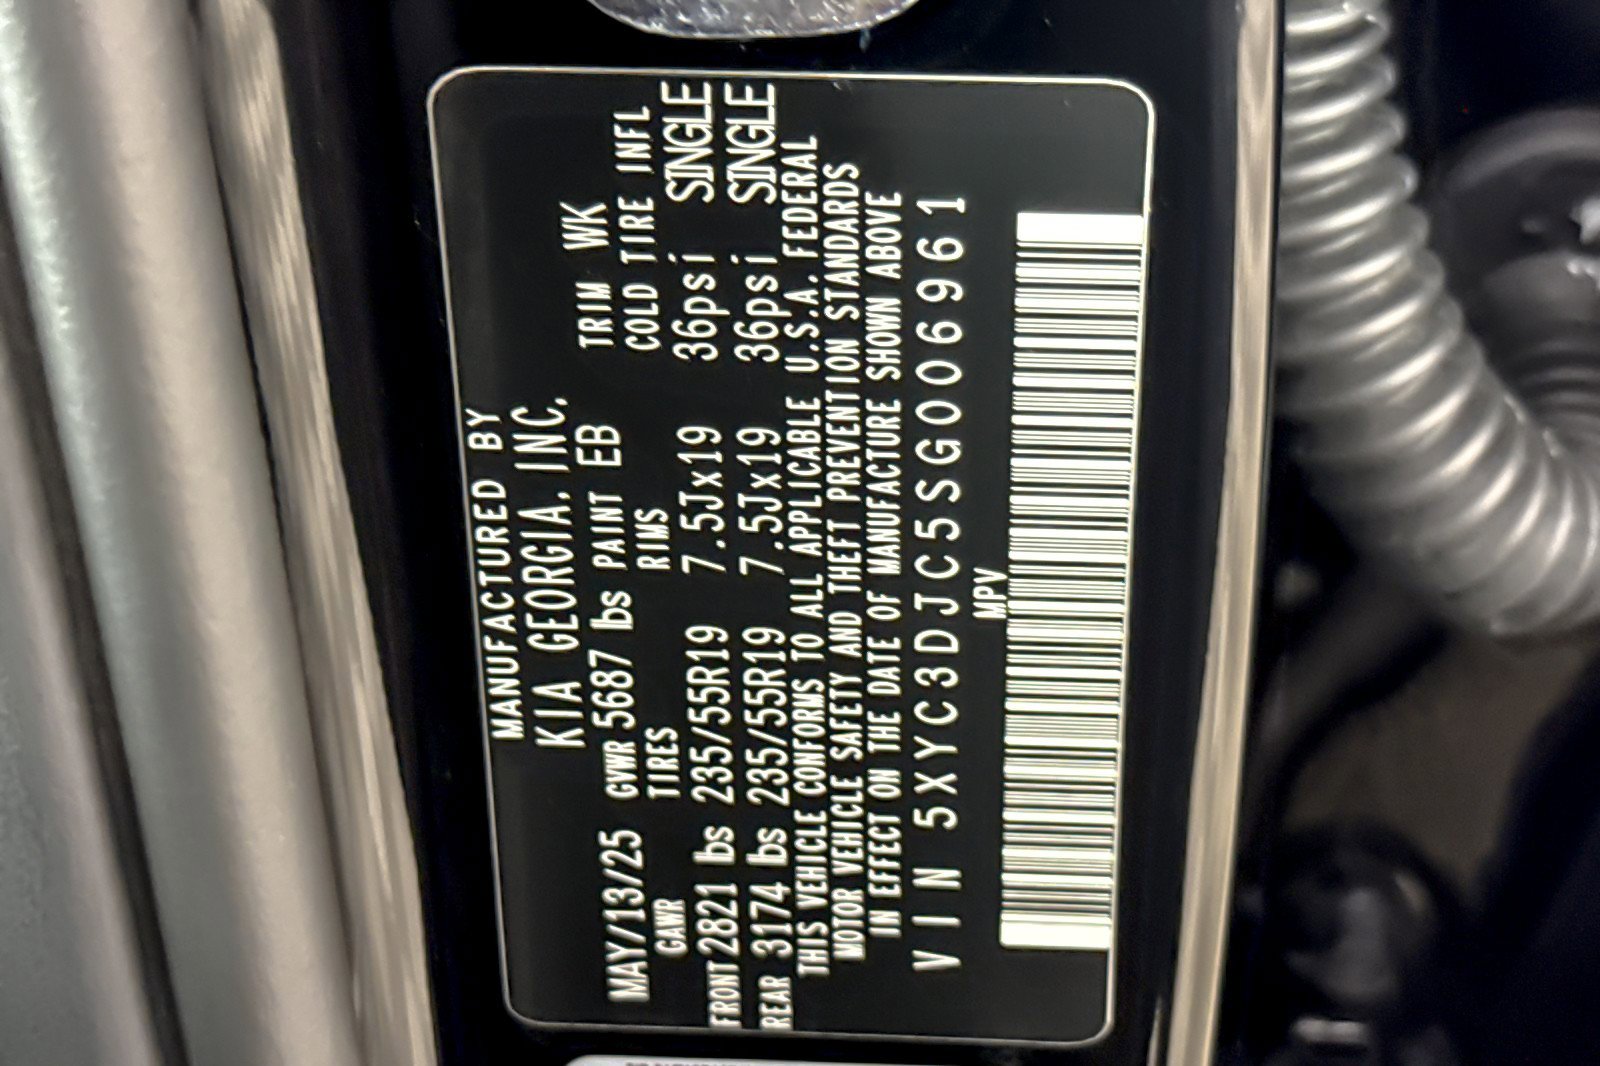 MANUFACTURED BY
KIA GEORGIA, INC.
MAY/13/25 GVWR 5687 lbs PAINT EB TRIM WK
GAWR TIRES RIMS COLD TIRE INFL
FRONT 2821 lbs 235/55R19 7.5Jx19 36psi SINGLE
REAR 3174 lbs 235/55R19 7.5Jx19 36psi SINGLE
THIS VEHICLE CONFORMS TO ALL APPLICABLE U.S.A. FEDERAL
MOTOR VEHICLE SAFETY AND THEFT PREVENTION STANDARDS
IN EFFECT ON THE DATE OF MANUFACTURE SHOWN ABOVE
VIN 5XYC3DJC5SG006961
MPV